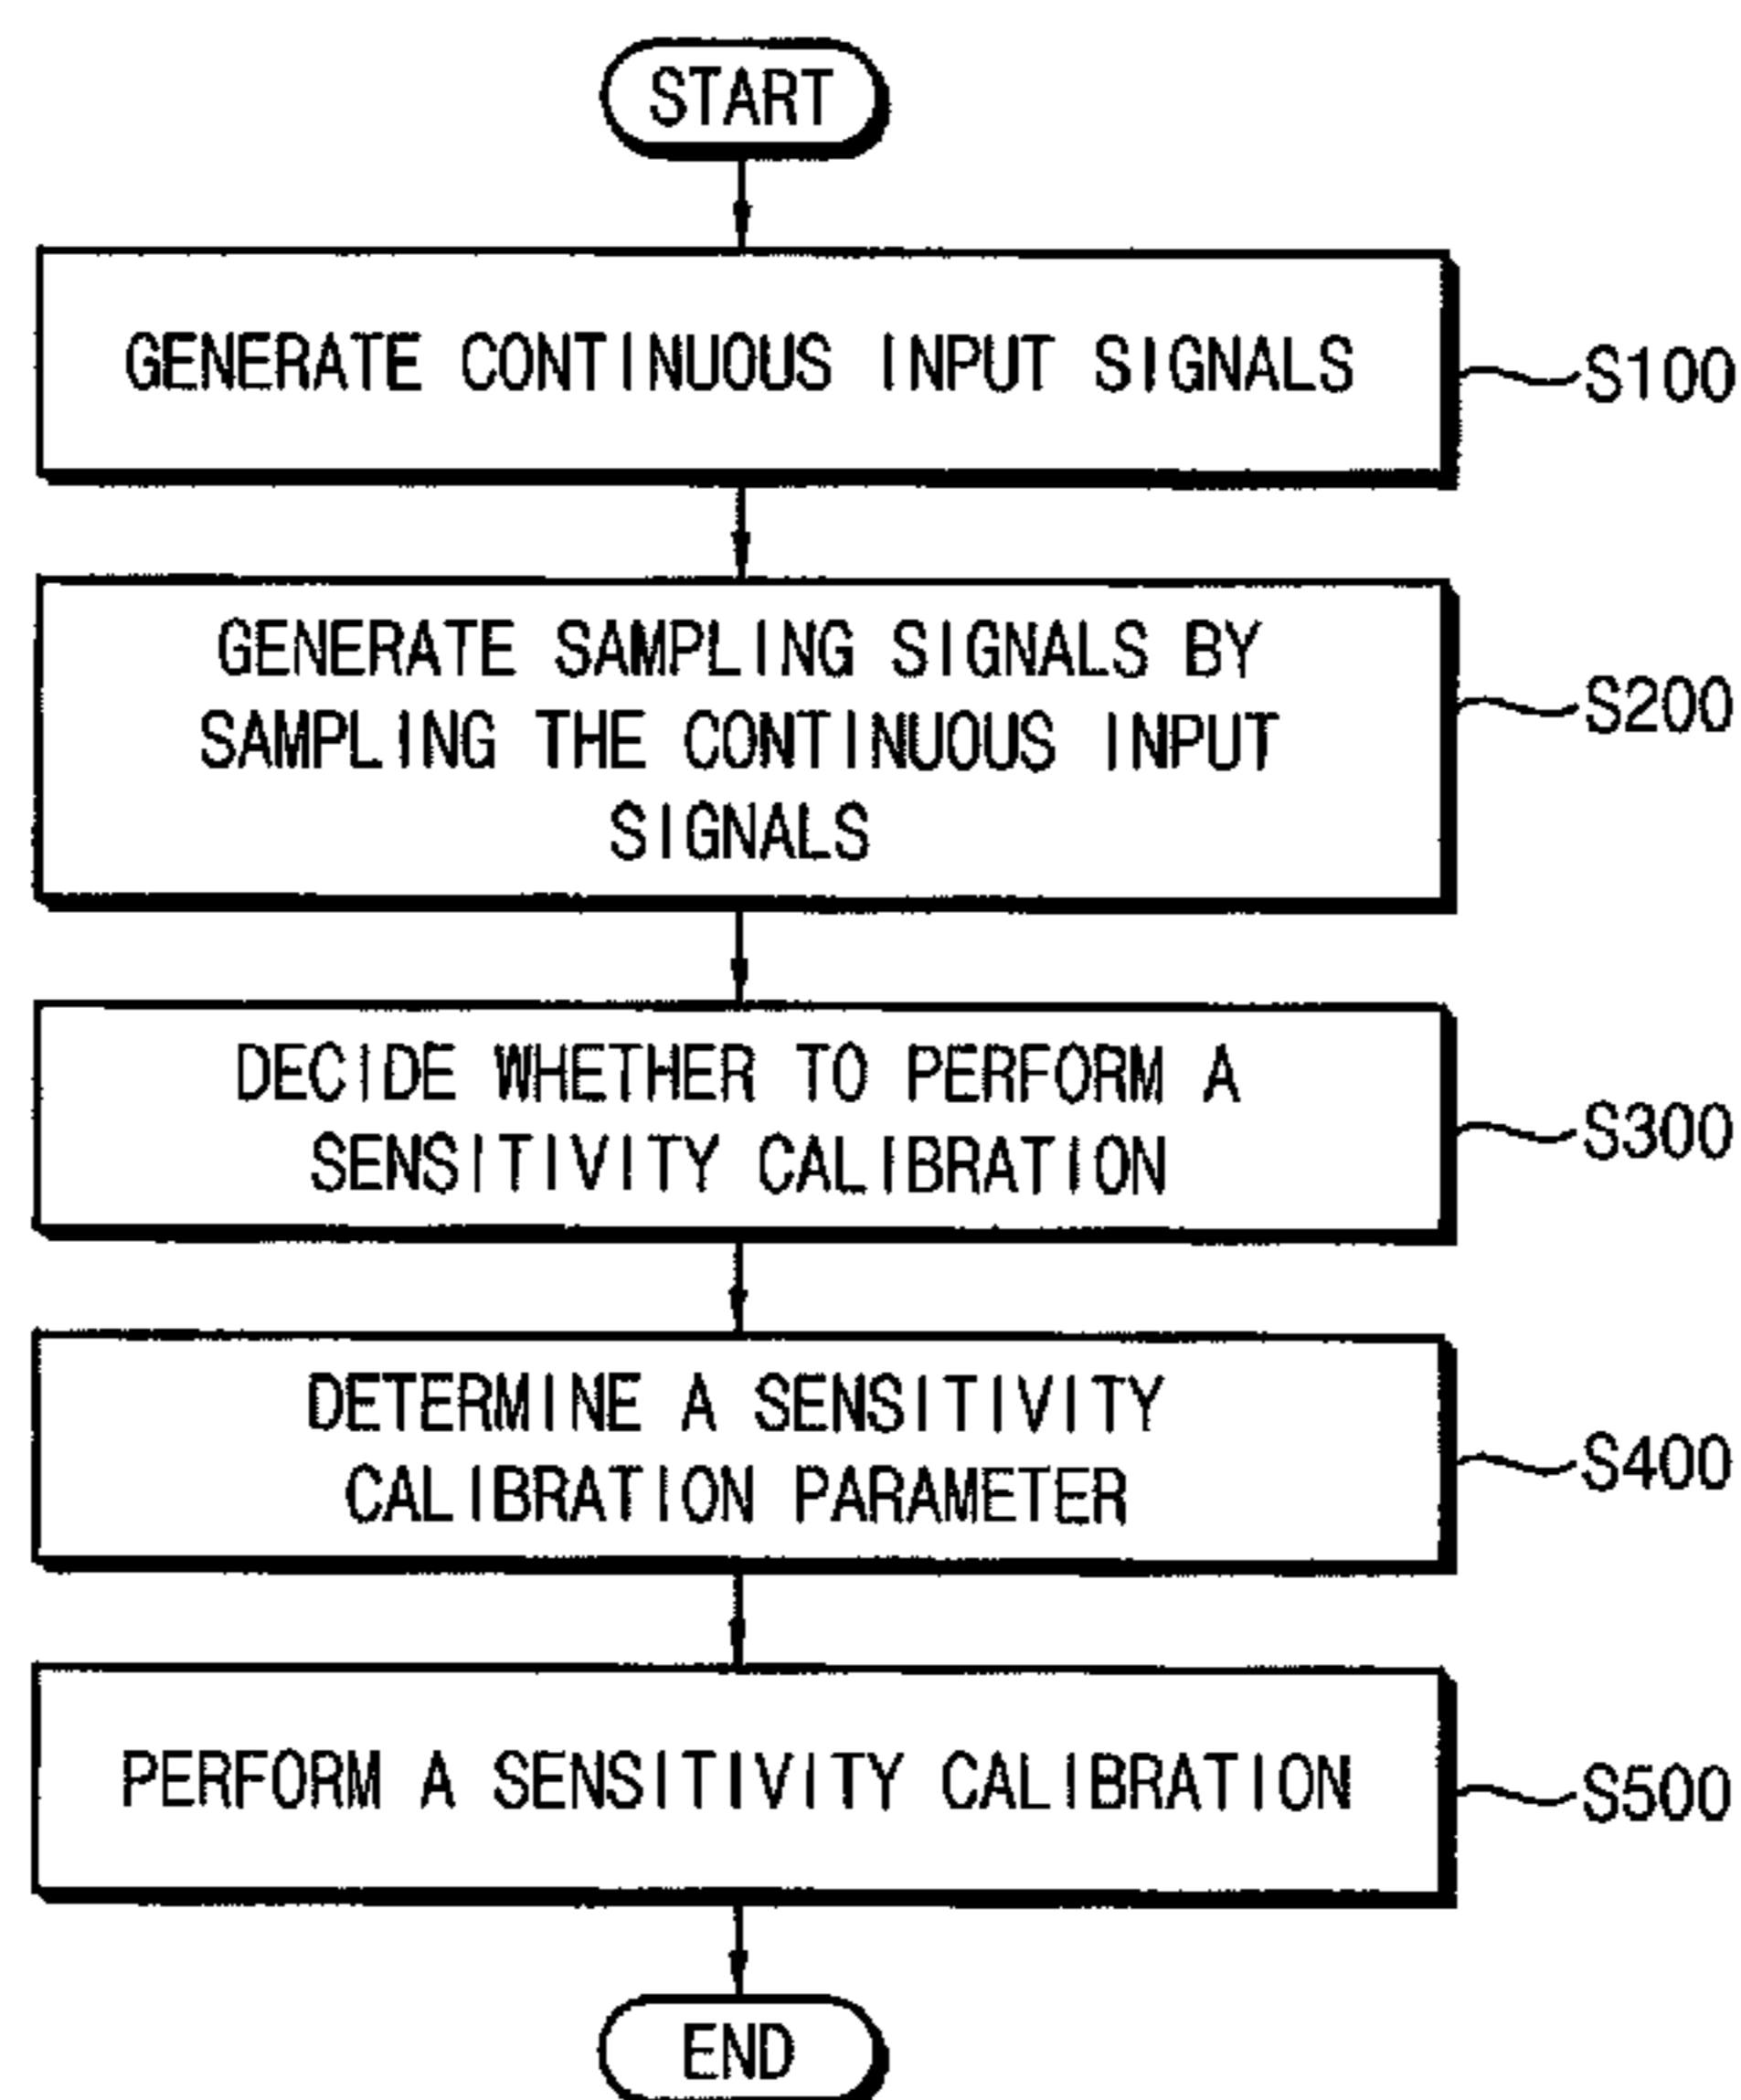 START
GENERATE CONTINUOUS INPUT SIGNALS
S100
GENERATE SAMPLING SIGNALS BY
SAMPLING THE CONTINUOUS INPUT
SIGNALS
S200
DECIDE WHETHER TO PERFORM A
SENSITIVITY CALIBRATION
S300
DETERMINE A SENSITIVITY
CALIBRATION PARAMETER
S400
PERFORM A SENSITIVITY CALIBRATION
S500
END